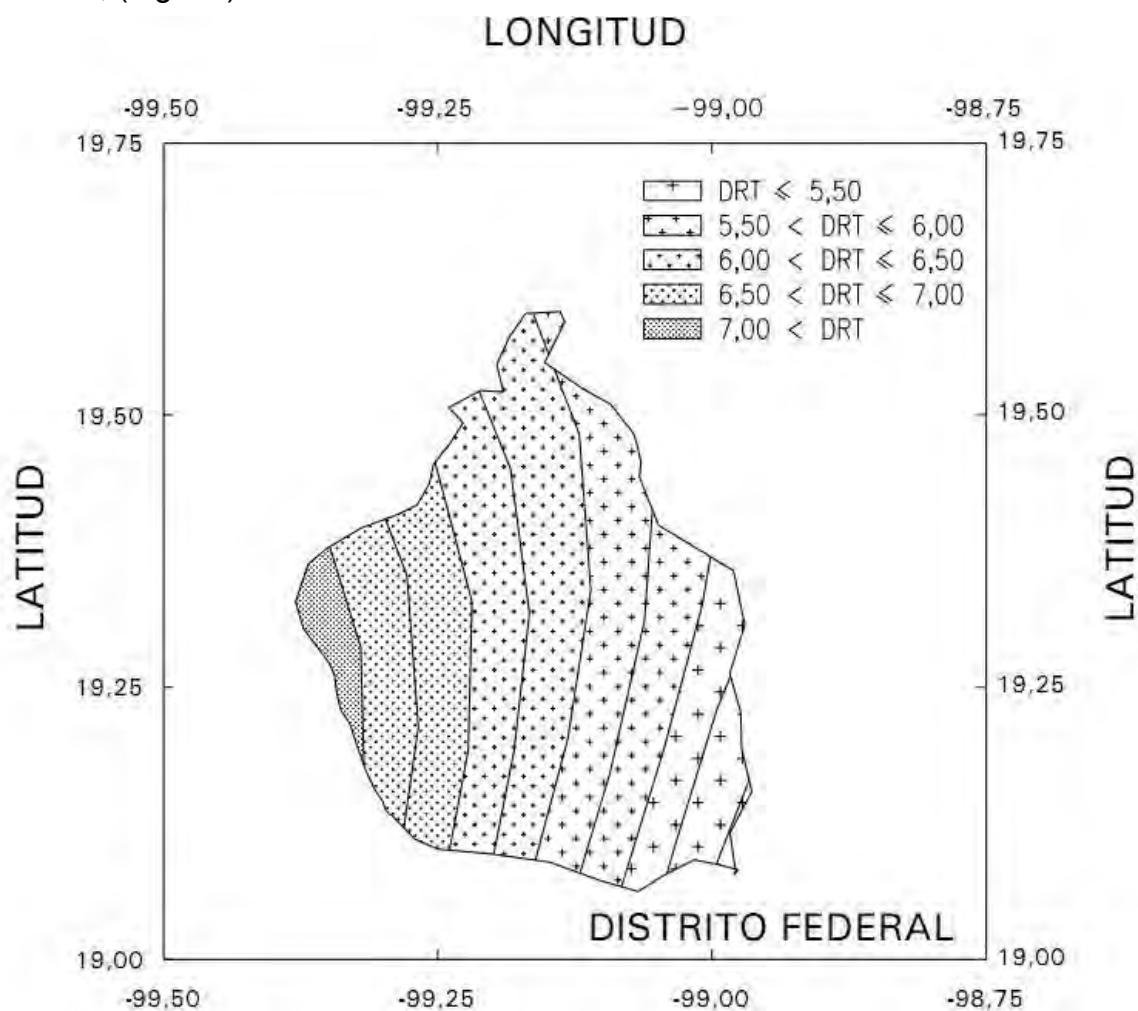 LONGITUD
-99,50 -99,25 -99,00 -98,75
19,75 19,75
DRT ≤ 5,50
5,50 < DRT ≤ 6,00
6,00 < DRT ≤ 6,50
6,50 < DRT ≤ 7,00
7,00 < DRT
19,50 19,50
LATITUD LATITUD
19,25 19,25
DISTRITO FEDERAL
19,00 19,00
-99,50 -99,25 -99,00 -98,75